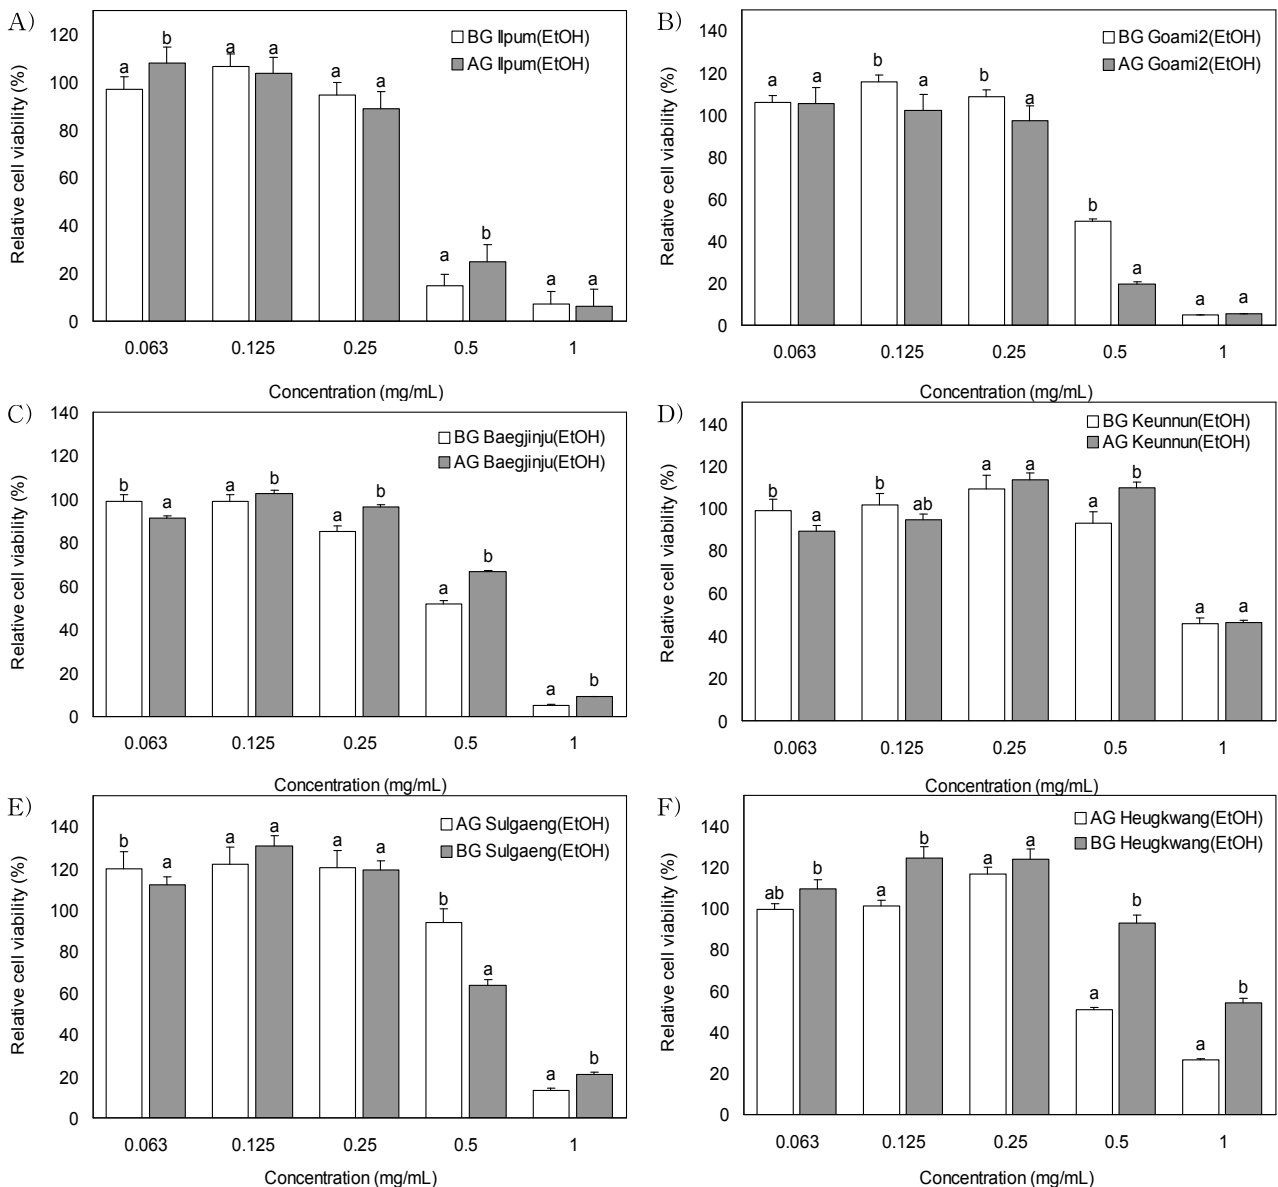 A)
Relative cell viability (%)
120
100
80
60
40
20
0
BG Ilpum(EtOH)
AG Ilpum(EtOH)
a b a a a a a b a a
0.063 0.125 0.25 0.5 1
Concentration (mg/mL)
B)
Relative cell viability (%)
140
120
100
80
60
40
20
0
BG Goami2(EtOH)
AG Goami2(EtOH)
a a b a b a b a a a
0.063 0.125 0.25 0.5 1
Concentration (mg/mL)
C)
Relative cell viability (%)
140
120
100
80
60
40
20
0
BG Baegjinju(EtOH)
AG Baegjinju(EtOH)
b a a b a b a b a b
0.063 0.125 0.25 0.5 1
Concentration (mg/mL)
D)
Relative cell viability (%)
140
120
100
80
60
40
20
0
BG Keunnun(EtOH)
AG Keunnun(EtOH)
b a b ab a a a b a a
0.063 0.125 0.25 0.5 1
Concentration (mg/mL)
E)
Relative cell viability (%)
140
120
100
80
60
40
20
0
AG Sulgaeng(EtOH)
BG Sulgaeng(EtOH)
b a a a a a b a a b
0.063 0.125 0.25 0.5 1
Concentration (mg/mL)
F)
Relative cell viability (%)
140
120
100
80
60
40
20
0
AG Heugkwang(EtOH)
BG Heugkwang(EtOH)
ab b a b a a a b a b
0.063 0.125 0.25 0.5 1
Concentration (mg/mL)